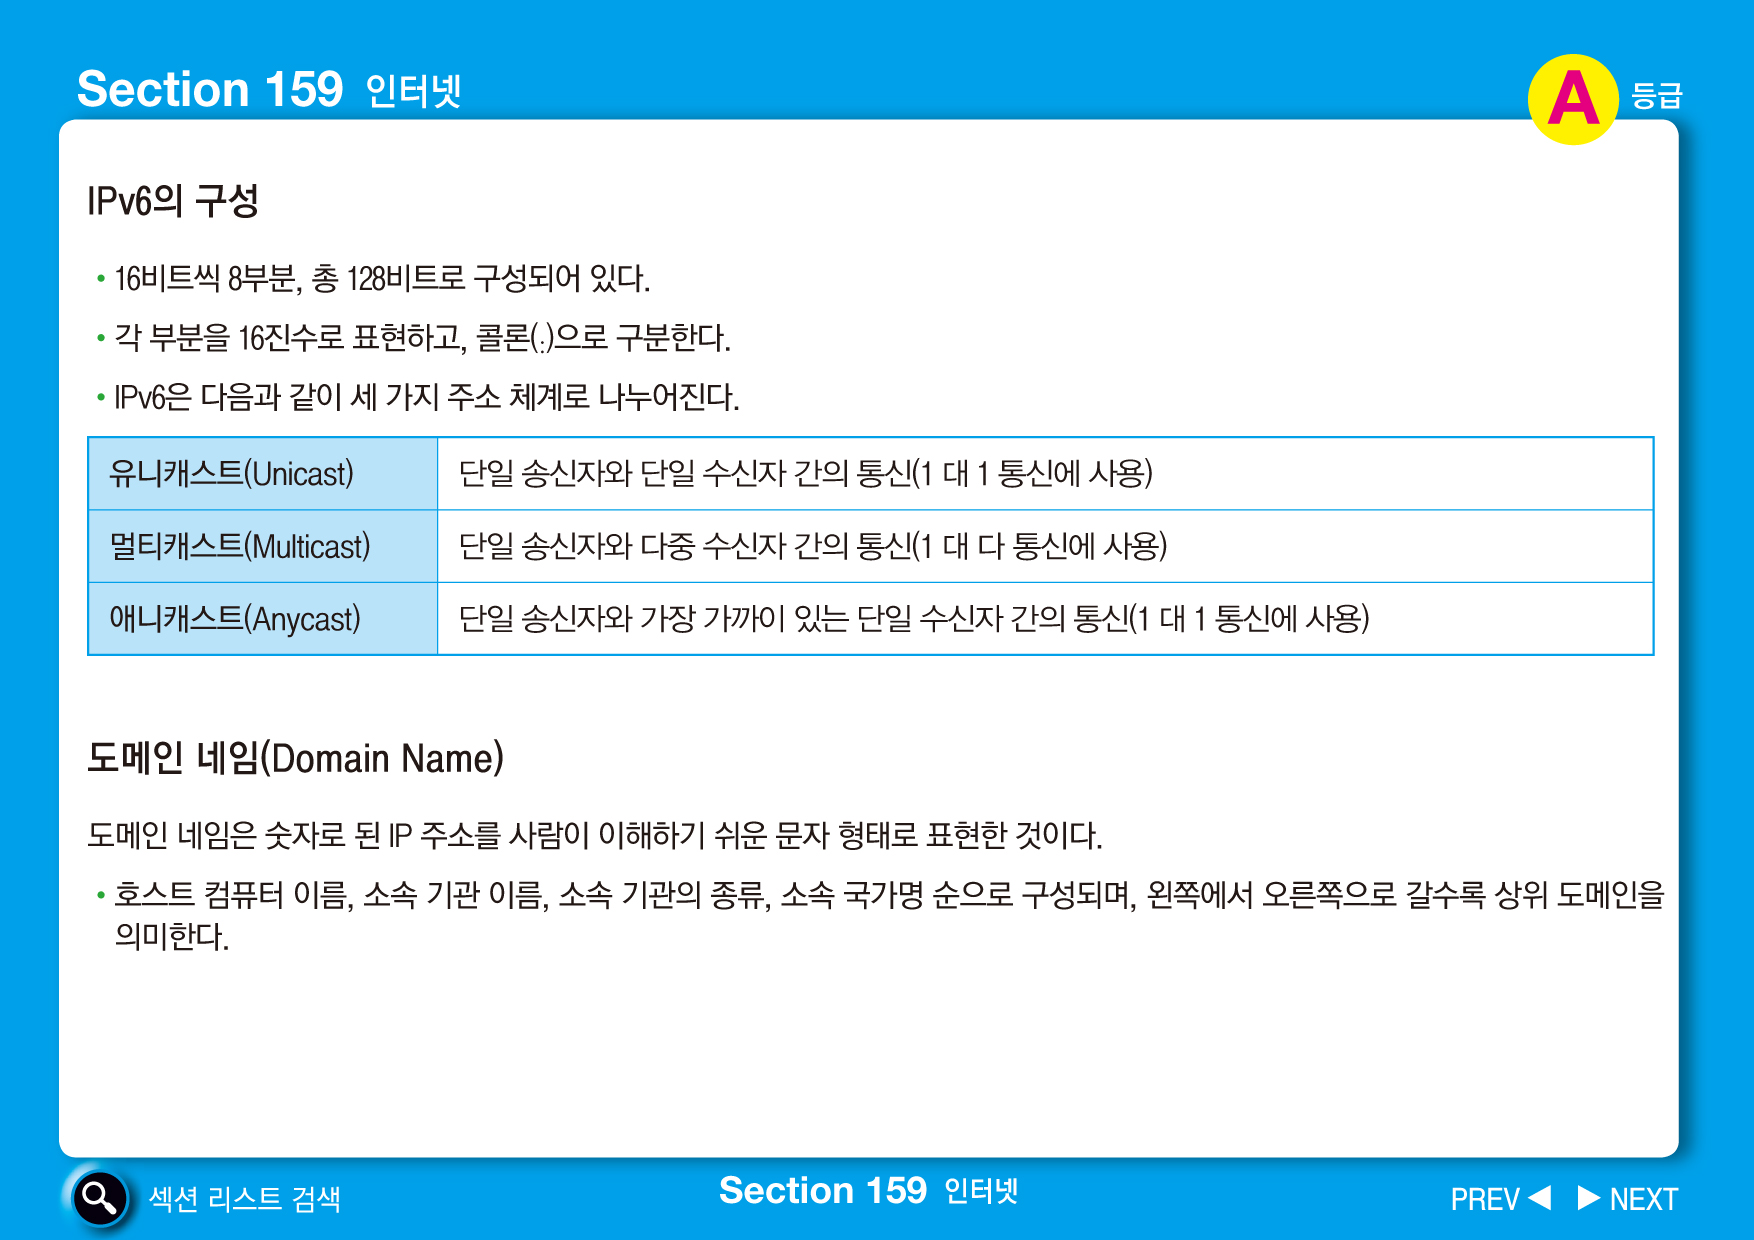 Section 159 인터넷
A 등급
IPv6의 구성
• 16비트씩 8부분, 총 128비트로 구성되어 있다.
• 각 부분을 16진수로 표현하고, 콜론(:)으로 구분한다.
• IPv6은 다음과 같이 세 가지 주소 체계로 나누어진다.
유니캐스트(Unicast) 단일 송신자와 단일 수신자 간의 통신(1 대 1 통신에 사용)
멀티캐스트(Multicast) 단일 송신자와 다중 수신자 간의 통신(1 대 다 통신에 사용)
애니캐스트(Anycast) 단일 송신자와 가장 가까이 있는 단일 수신자 간의 통신(1 대 1 통신에 사용)
도메인 네임(Domain Name)
도메인 네임은 숫자로 된 IP 주소를 사람이 이해하기 쉬운 문자 형태로 표현한 것이다.
• 호스트 컴퓨터 이름, 소속 기관 이름, 소속 기관의 종류, 소속 국가명 순으로 구성되며, 왼쪽에서 오른쪽으로 갈수록 상위 도메인을
의미한다.
섹션 리스트 검색
Section 159 인터넷
PREV ◀ ▶ NEXT